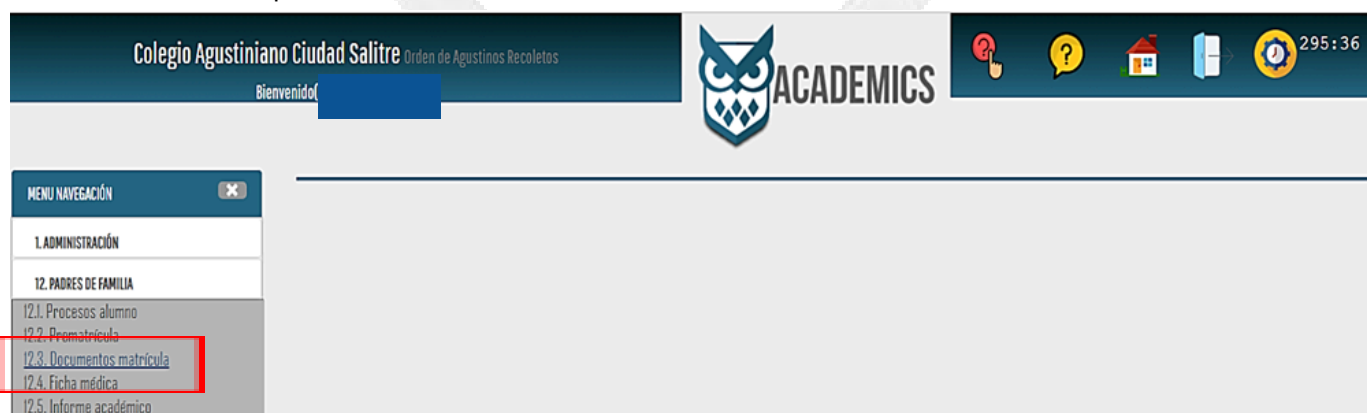 Colegio Agustiniano Ciudad Salitre Orden de Agustinos Recoletos
Bienvenido(
ACADEMICS
295:36
MENU NAVEGACIÓN
1. ADMINISTRACIÓN
12. PADRES DE FAMILIA
12.1. Procesos alumno
12.2. Prematrícula
12.3. Documentos matrícula
12.4. Ficha médica
12.5. Informe académico